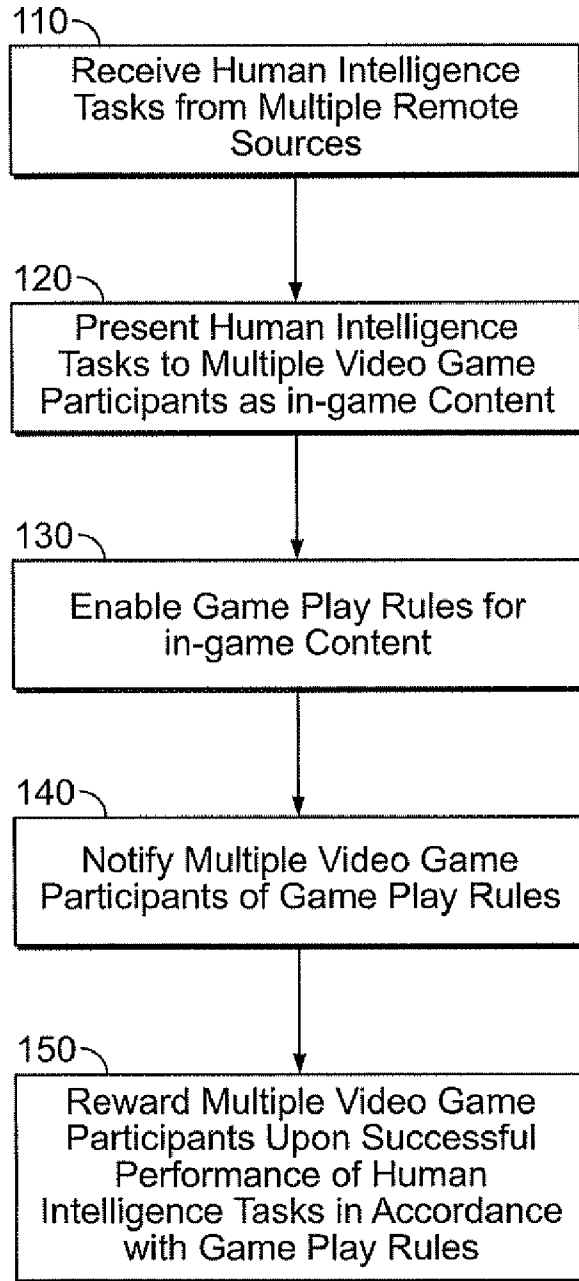 110
Receive Human Intelligence
Tasks from Multiple Remote
Sources
120
Present Human Intelligence
Tasks to Multiple Video Game
Participants as in-game Content
130
Enable Game Play Rules for
in-game Content
140
Notify Multiple Video Game
Participants of Game Play Rules
150
Reward Multiple Video Game
Participants Upon Successful
Performance of Human
Intelligence Tasks in Accordance
with Game Play Rules